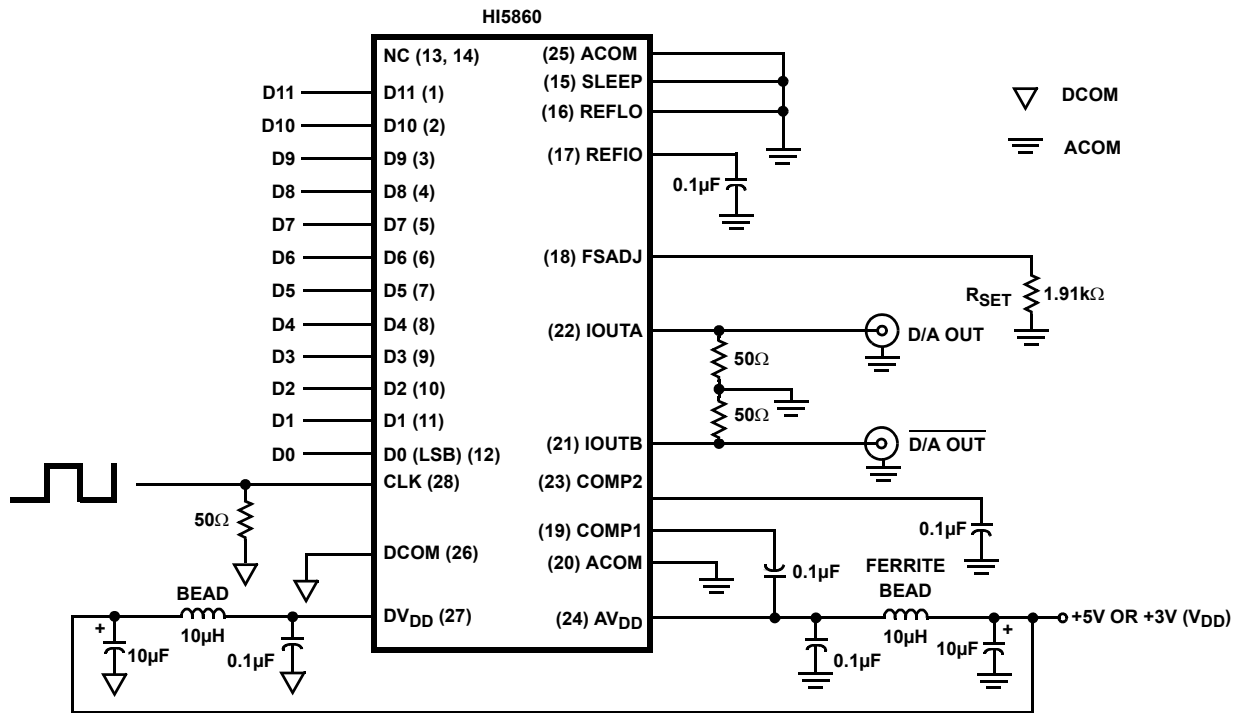 HI5860
NC (13, 14)
(25) ACOM
D11
D11 (1)
(15) SLEEP
DCOM
D10
D10 (2)
(16) REFLO
ACOM
D9
D9 (3)
(17) REFIO
0.1µF
D8
D8 (4)
D7
D7 (5)
D6
D6 (6)
(18) FSADJ
D5
D5 (7)
RSET
1.91kΩ
D4
D4 (8)
(22) IOUTA
D/A OUT
D3
D3 (9)
50Ω
D2
D2 (10)
D1
D1 (11)
50Ω
D0
D0 (LSB) (12)
(21) IOUTB
D/A OUT
CLK (28)
(23) COMP2
50Ω
(19) COMP1
0.1µF
DCOM (26)
(20) ACOM
0.1µF
FERRITE
BEAD
BEAD
10µH
DVDD (27)
(24) AVDD
10µH
+5V OR +3V (VDD)
+
10µF
0.1µF
0.1µF
10µF
+